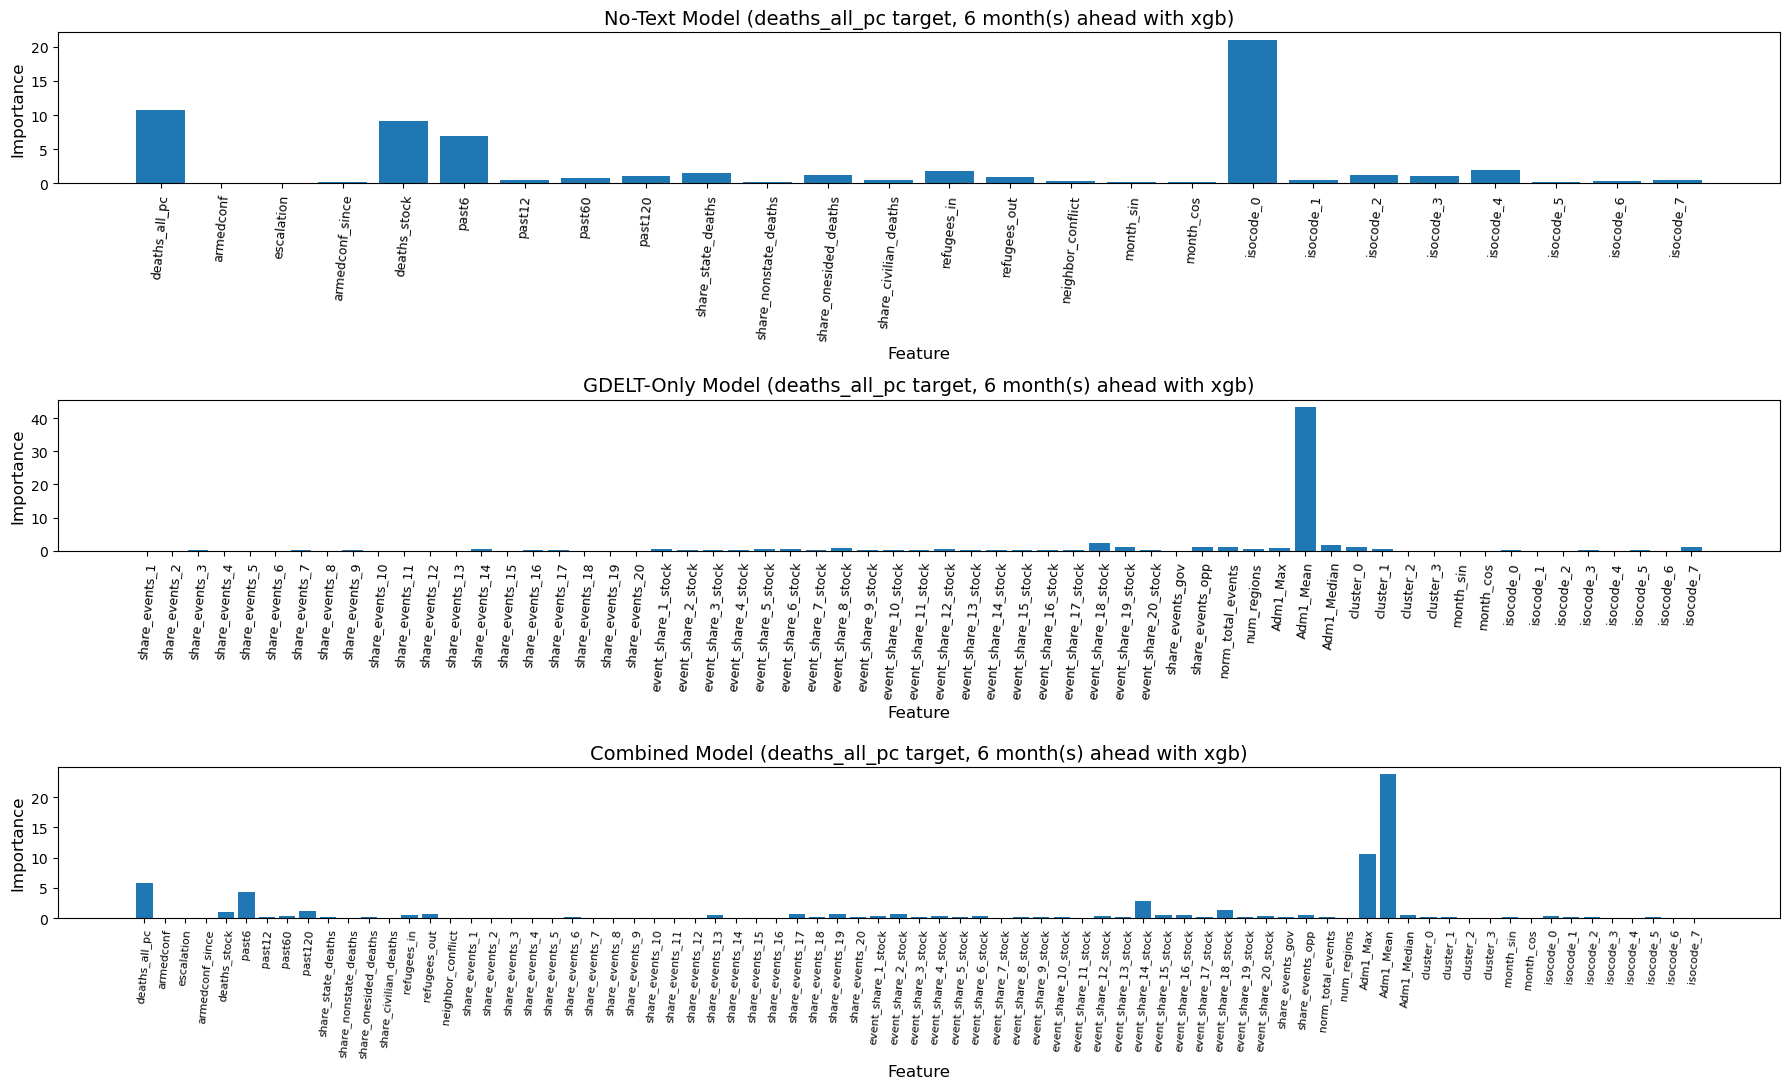 No-Text Model (deaths_all_pc target, 6 month(s) ahead with xgb)
Importance
20
15
10
5
0
deaths_all_pc
armedconf
escalation
armedconf_since
deaths_stock
past6
past12
past60
past120
share_state_deaths
share_nonstate_deaths
share_onesided_deaths
share_civilian_deaths
refugees_in
refugees_out
neighbor_conflict
month_sin
month_cos
isocode_0
isocode_1
isocode_2
isocode_3
isocode_4
isocode_5
isocode_6
isocode_7
Feature
GDELT-Only Model (deaths_all_pc target, 6 month(s) ahead with xgb)
Importance
40
30
20
10
0
share_events_1
share_events_2
share_events_3
share_events_4
share_events_5
share_events_6
share_events_7
share_events_8
share_events_9
share_events_10
share_events_11
share_events_12
share_events_13
share_events_14
share_events_15
share_events_16
share_events_17
share_events_18
share_events_19
share_events_20
event_share_1_stock
event_share_2_stock
event_share_3_stock
event_share_4_stock
event_share_5_stock
event_share_6_stock
event_share_7_stock
event_share_8_stock
event_share_9_stock
event_share_10_stock
event_share_11_stock
event_share_12_stock
event_share_13_stock
event_share_14_stock
event_share_15_stock
event_share_16_stock
event_share_17_stock
event_share_18_stock
event_share_19_stock
event_share_20_stock
share_events_gov
share_events_opp
norm_total_events
num_regions
Adm1_Max
Adm1_Mean
Adm1_Median
cluster_0
cluster_1
cluster_2
cluster_3
month_sin
month_cos
isocode_0
isocode_1
isocode_2
isocode_3
isocode_4
isocode_5
isocode_6
isocode_7
Feature
Combined Model (deaths_all_pc target, 6 month(s) ahead with xgb)
Importance
20
15
10
5
0
deaths_all_pc
armedconf
escalation
armedconf_since
deaths_stock
past6
past12
past60
past120
share_state_deaths
share_nonstate_deaths
share_onesided_deaths
share_civilian_deaths
refugees_in
refugees_out
neighbor_conflict
share_events_1
share_events_2
share_events_3
share_events_4
share_events_5
share_events_6
share_events_7
share_events_8
share_events_9
share_events_10
share_events_11
share_events_12
share_events_13
share_events_14
share_events_15
share_events_16
share_events_17
share_events_18
share_events_19
share_events_20
event_share_1_stock
event_share_2_stock
event_share_3_stock
event_share_4_stock
event_share_5_stock
event_share_6_stock
event_share_7_stock
event_share_8_stock
event_share_9_stock
event_share_10_stock
event_share_11_stock
event_share_12_stock
event_share_13_stock
event_share_14_stock
event_share_15_stock
event_share_16_stock
event_share_17_stock
event_share_18_stock
event_share_19_stock
event_share_20_stock
share_events_gov
share_events_opp
norm_total_events
num_regions
Adm1_Max
Adm1_Mean
Adm1_Median
cluster_0
cluster_1
cluster_2
cluster_3
month_sin
month_cos
isocode_0
isocode_1
isocode_2
isocode_3
isocode_4
isocode_5
isocode_6
isocode_7
Feature